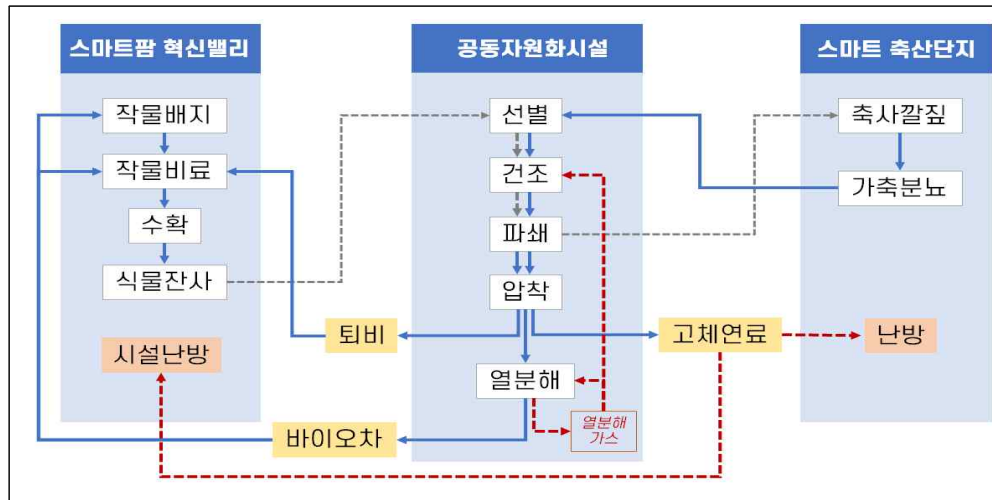 스마트팜 혁신밸리
작물배지
작물비료
수확
식물잔사
시설난방
공동자원화시설
선별
건조
파쇄
압착
퇴비
고체연료
열분해
열분해
가스
바이오차
스마트 축산단지
축사깔짚
가축분뇨
난방